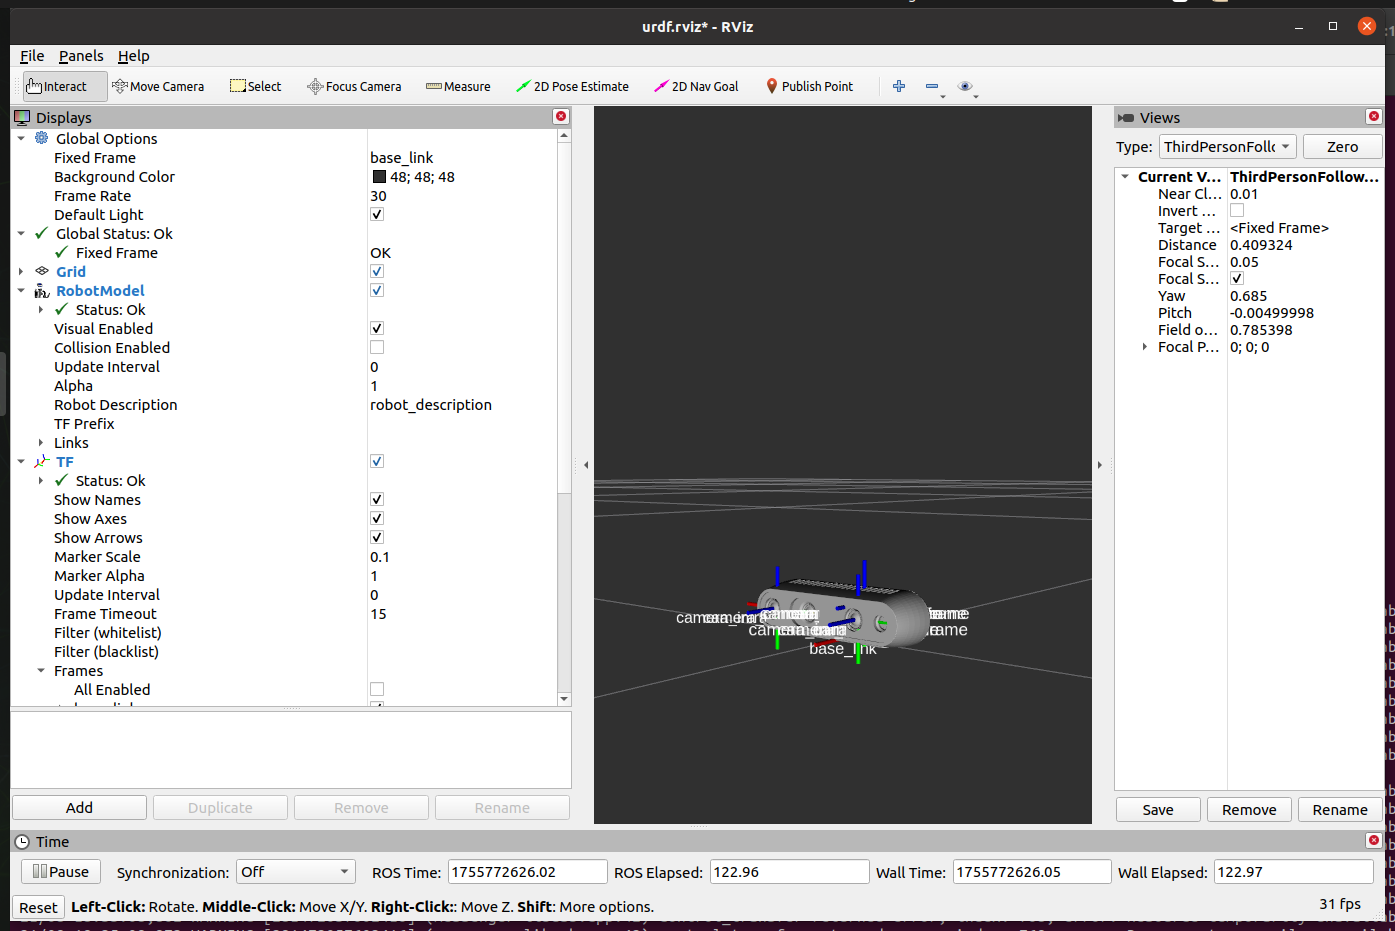 urdf.rviz* - RViz
File Panels Help
Interact Move Camera Select Focus Camera Measure 2D Pose Estimate 2D Nav Goal Publish Point
Displays
Global Options
Fixed Frame base_link
Background Color 48; 48; 48
Frame Rate 30
Default Light
Global Status: Ok
Fixed Frame OK
Grid
RobotModel
Status: Ok
Visual Enabled
Collision Enabled
Update Interval 0
Alpha 1
Robot Description robot_description
TF Prefix
Links
TF
Status: Ok
Show Names
Show Axes
Show Arrows
Marker Scale 0.1
Marker Alpha 1
Update Interval 0
Frame Timeout 15
Filter (whitelist)
Filter (blacklist)
Frames
All Enabled
Add Duplicate Remove Rename
base_link
Views
Type: ThirdPersonFollo Zero
Current V... ThirdPersonFollow...
Near Cl... 0.01
Invert ...
Target ... <Fixed Frame>
Distance 0.409324
Focal S... 0.05
Focal S...
Yaw 0.685
Pitch -0.00499998
Field o... 0.785398
Focal P... 0; 0; 0
Save Remove Rename
Time
Pause Synchronization: Off ROS Time: 1755772626.02 ROS Elapsed: 122.96 Wall Time: 1755772626.05 Wall Elapsed: 122.97
Reset Left-Click: Rotate. Middle-Click: Move X/Y. Right-Click:: Move Z. Shift: More options. 31 fps